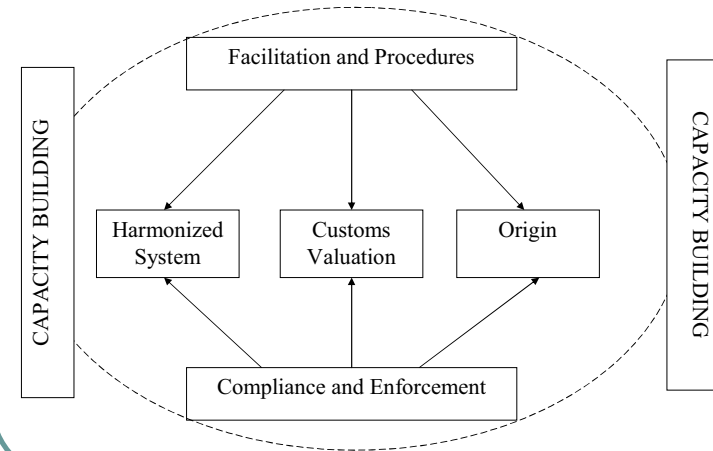 Facilitation and Procedures
CAPACITY BUILDING
Harmonized
System
Customs
Valuation
Origin
CAPACITY BUILDING
Compliance and Enforcement